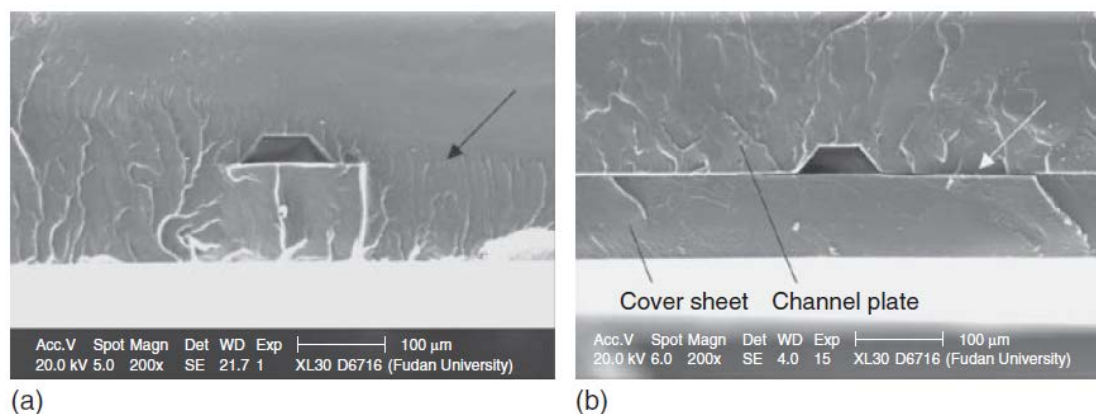 Cover sheet Channel plate
Acc.V Spot Magn Det WD Exp 100 μm
20.0 kV 5.0 200x SE 21.7 1 XL30 D6716 (Fudan University)
Acc.V Spot Magn Det WD Exp 100 μm
20.0 kV 6.0 200x SE 4.0 15 XL30 D6716 (Fudan University)
(a)
(b)